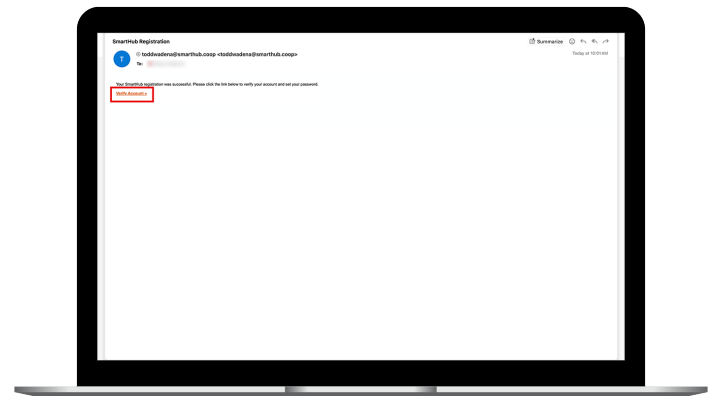 SmartHub Registration
Summarize
T
toddwadena@smarthub.coop <toddwadena@smarthub.coop>
Today at 10:01 AM
To:
Your SmartHub registration was successful. Please click the link below to verify your account and set your password.
Verify Account »